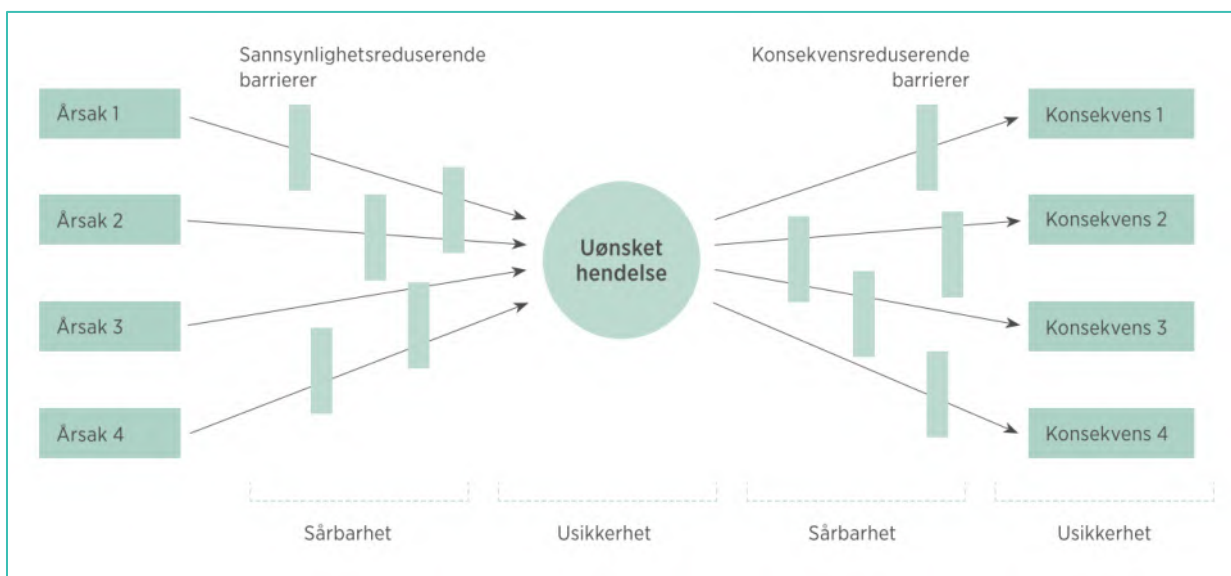 Sannsynlighetsreduserende
barrierer
Konsekvensreduserende
barrierer
Årsak 1
Årsak 2
Årsak 3
Årsak 4
Uønsket
hendelse
Konsekvens 1
Konsekvens 2
Konsekvens 3
Konsekvens 4
Sårbarhet
Usikkerhet
Sårbarhet
Usikkerhet